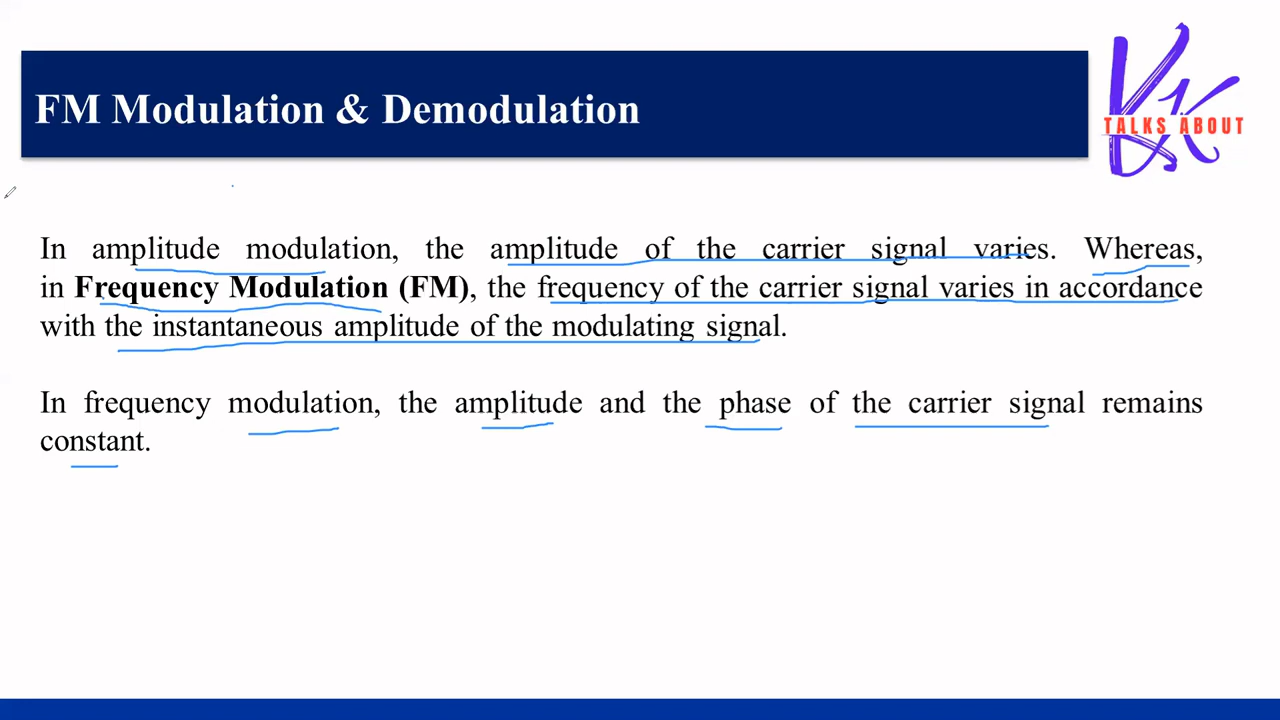 FM Modulation & Demodulation
TALKS ABOUT
In amplitude modulation, the amplitude of the carrier signal varies. Whereas,
in Frequency Modulation (FM), the frequency of the carrier signal varies in accordance
with the instantaneous amplitude of the modulating signal.
In frequency modulation, the amplitude and the phase of the carrier signal remains
constant.